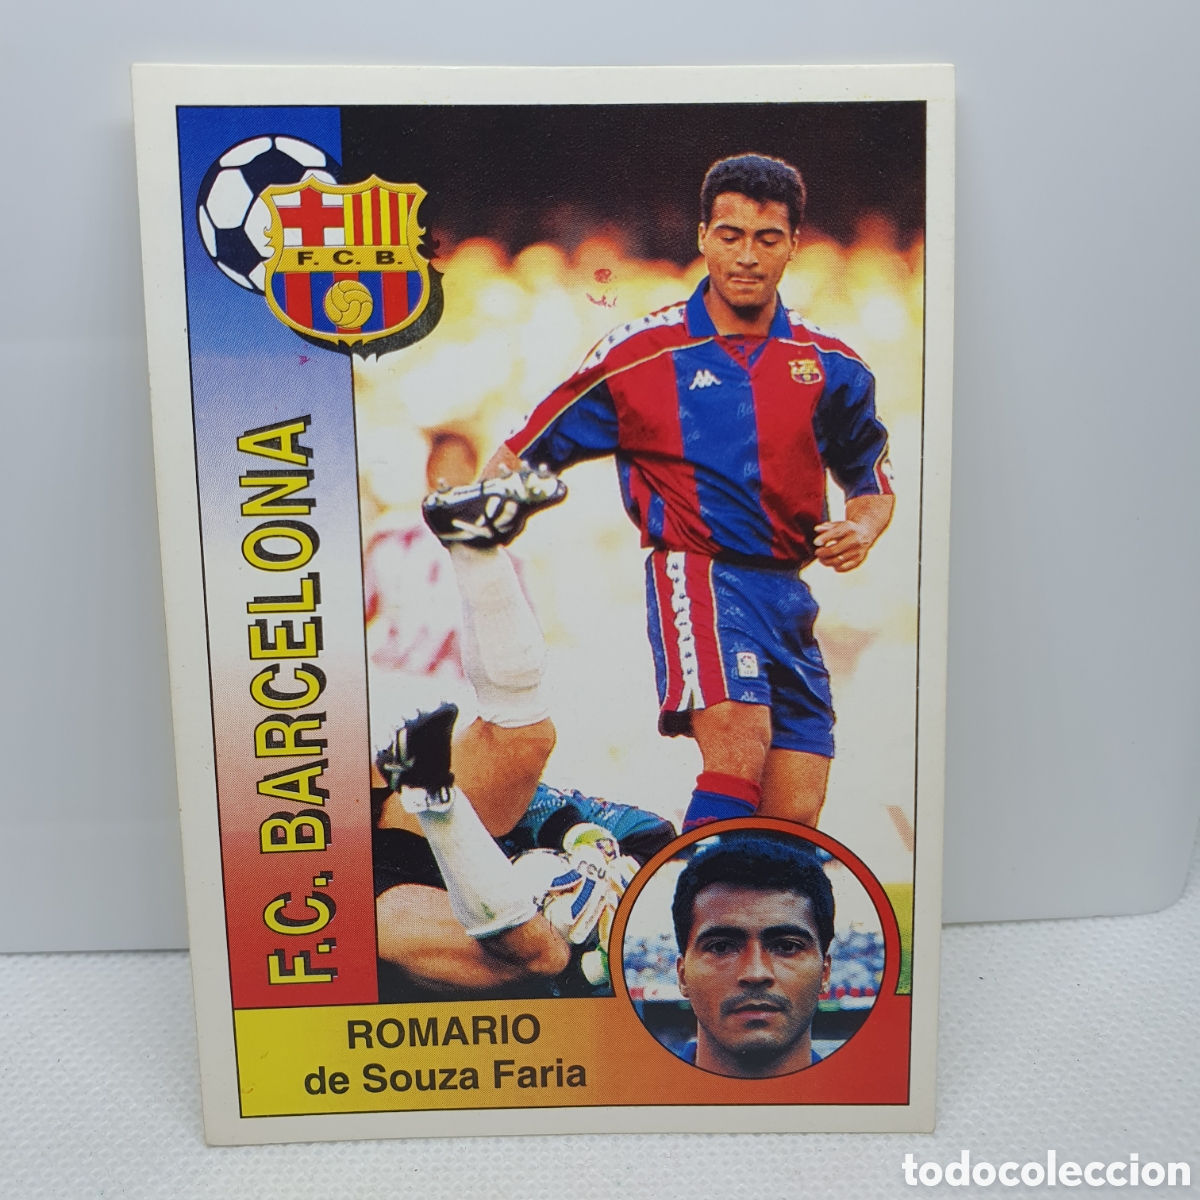 F. C. B.
F.C. BARCELONA
ROMARIO
de Souza Faria
todocoleccion